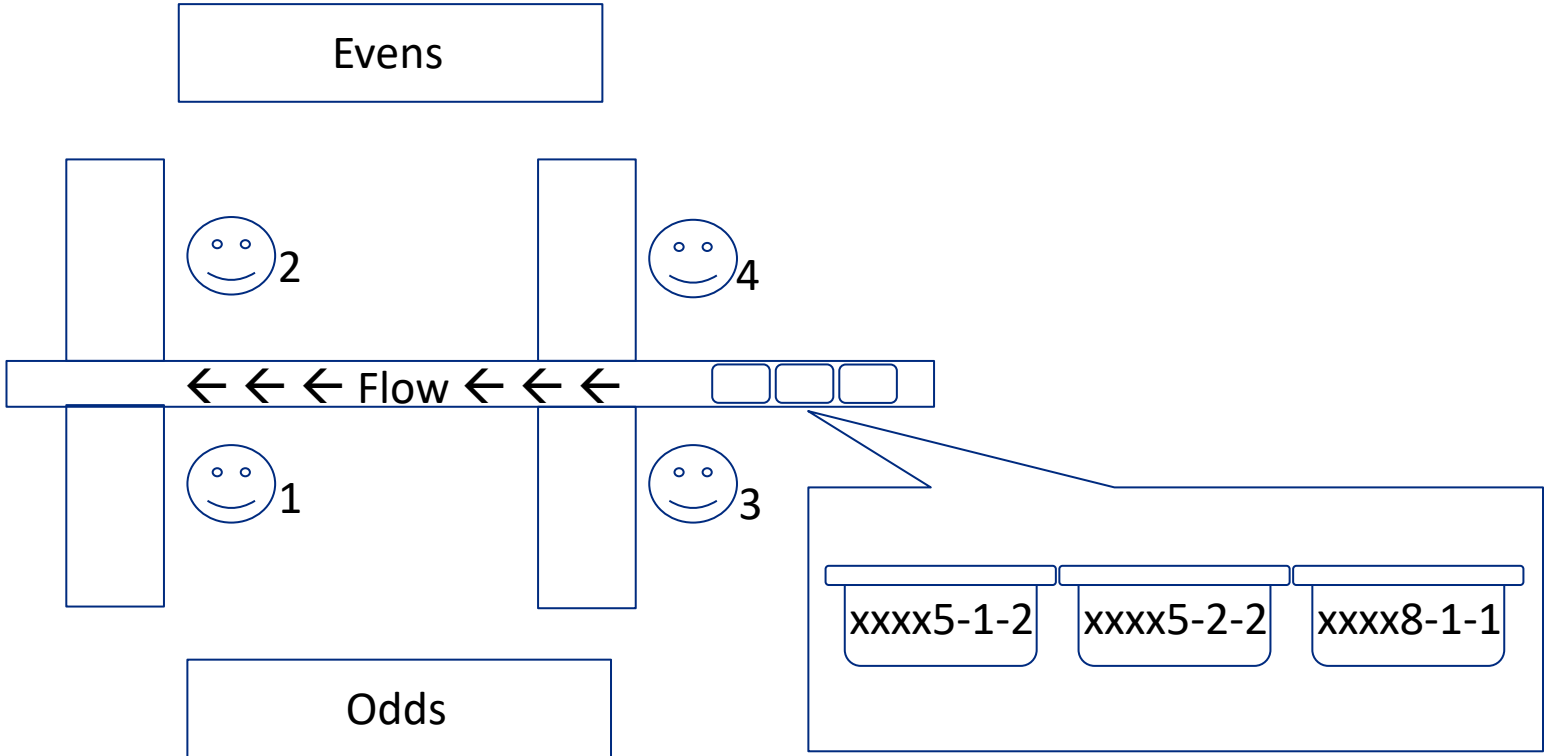 Evens
2
4
← ← ← Flow ← ← ←
1
3
xxxx5-1-2
xxxx5-2-2
xxxx8-1-1
Odds